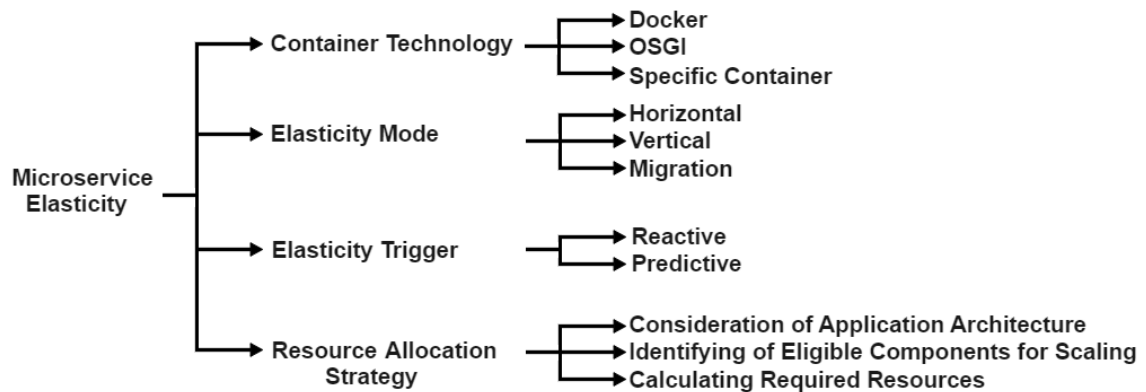 Microservice
Elasticity
Container Technology
Docker
OSGI
Specific Container
Elasticity Mode
Horizontal
Vertical
Migration
Elasticity Trigger
Reactive
Predictive
Resource Allocation
Strategy
Consideration of Application Architecture
Identifying of Eligible Components for Scaling
Calculating Required Resources